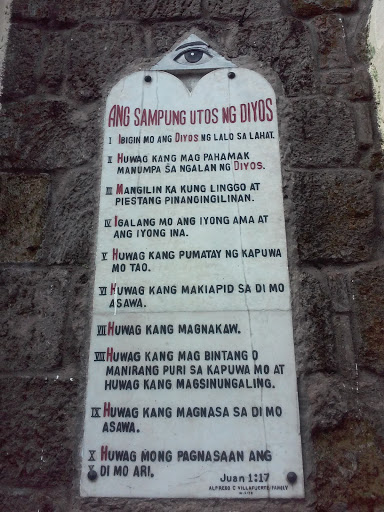 ANG SAMPUNG UTOS NG DIYOS
I IBIGIN MO ANG DIYOS NG LALO SA LAHAT.
II HUWAG KANG MAG PAHAMAK
MANUMPA SA NGALAN NG DIYOS.
III MANGILIN KA KUNG LINGGO AT
PIESTANG PINANGINGILINAN.
IV IGALANG MO ANG IYONG AMA AT
ANG IYONG INA.
V HUWAG KANG PUMATAY NG KAPUWA
MO TAO.
VI HUWAG KANG MAKIAPID SA DI MO
ASAWA.
VII HUWAG KANG MAGNAKAW.
VIII HUWAG KANG MAG BINTANG O
MANIRANG PURI SA KAPUWA MO AT
HUWAG KANG MAGSINUNGALING.
IX HUWAG KANG MAGNASA SA DI MO
ASAWA.
X HUWAG MONG PAGNASAAN ANG
DI MO ARI.
Juan 1:17
ALFREDO C. VILLAFUERTE FAMILY